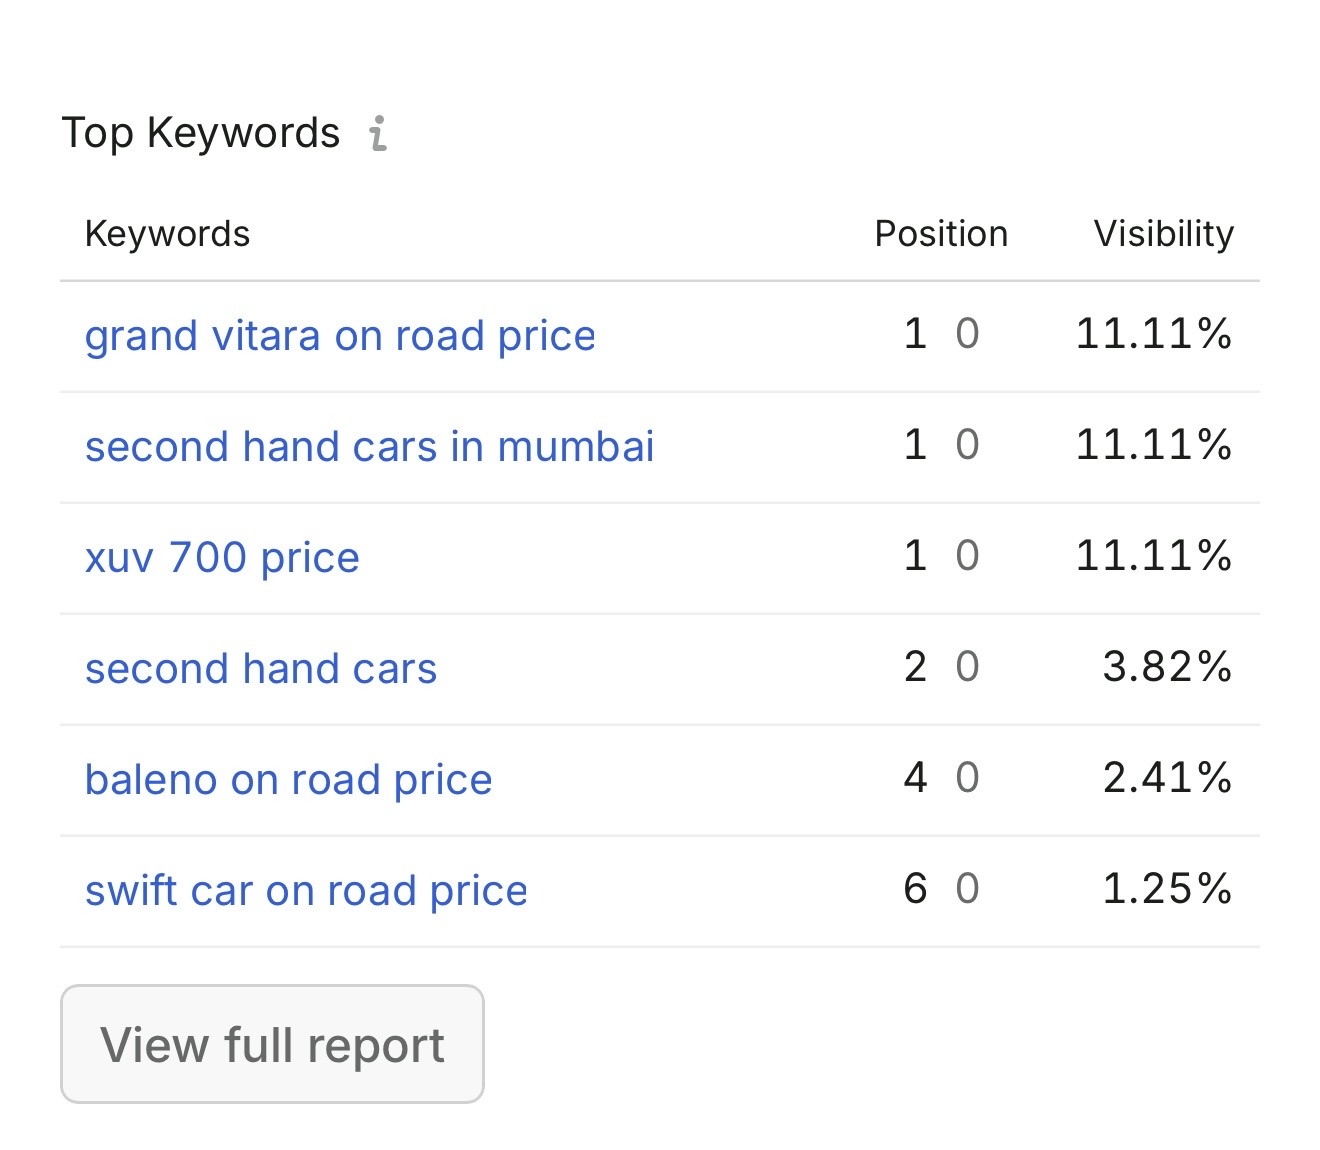 Top Keywords i
Keywords Position Visibility
grand vitara on road price 1 0 11.11%
second hand cars in mumbai 1 0 11.11%
xuv 700 price 1 0 11.11%
second hand cars 2 0 3.82%
baleno on road price 4 0 2.41%
swift car on road price 6 0 1.25%
View full report